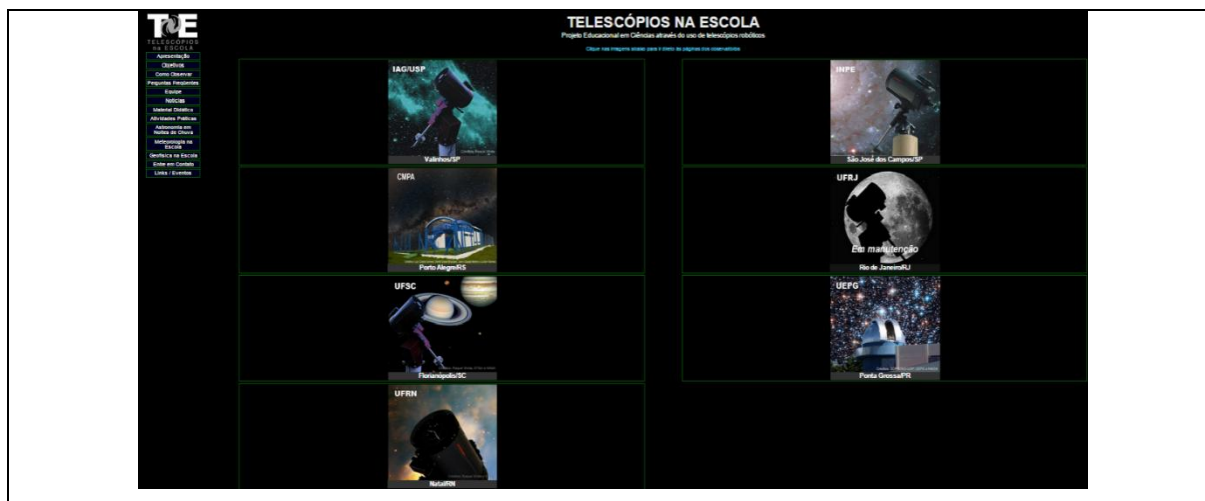 TELESCÓPIOS
na ESCOLA
Apresentação
Objetivos
Como Observar
Perguntas Freqüentes
Equipe
Notícias
Material Didático
Atividades Práticas
Astronomia em
Noites de Chuva
Meteorologia na
Escola
Geofísica na Escola
Entre em Contato
Links / Eventos
TELESCÓPIOS NA ESCOLA
Projeto Educacional em Ciências através do uso de telescópios robóticos
Clique nas imagens abaixo para ir direto às páginas dos observatórios
IAG/USP
Valinhos/SP
INPE
São José dos Campos/SP
CMPA
Porto Alegre/RS
UFRJ
Em manutenção
Rio de Janeiro/RJ
UFSC
Florianópolis/SC
UEPG
Ponta Grossa/PR
UFRN
Natal/RN